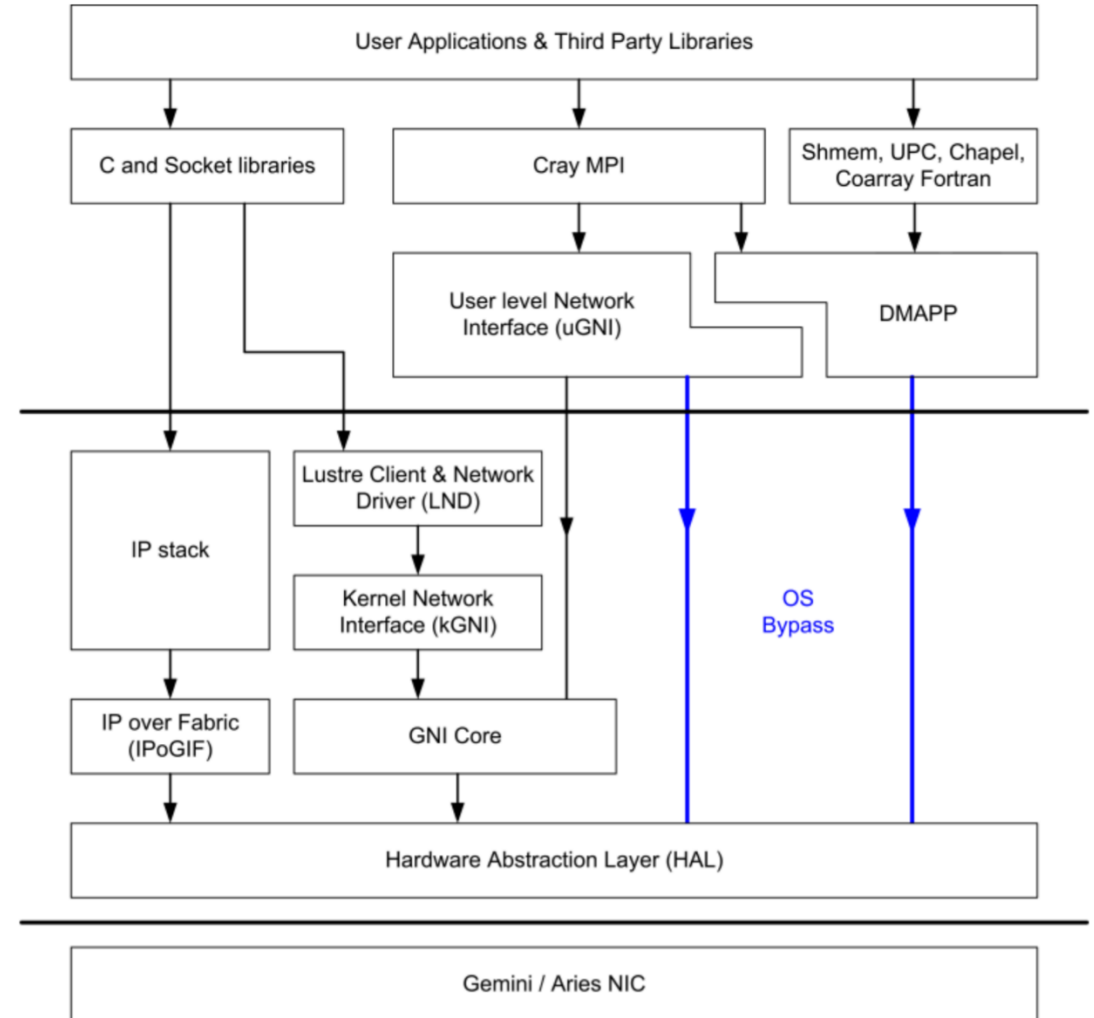 User Applications & Third Party Libraries
C and Socket libraries
Cray MPI
Shmem, UPC, Chapel,
Coarray Fortran
User level Network
Interface (uGNI)
DMAPP
Lustre Client & Network
Driver (LND)
IP stack
Kernel Network
Interface (kGNI)
OS
Bypass
IP over Fabric
(IPoGIF)
GNI Core
Hardware Abstraction Layer (HAL)
Gemini / Aries NIC